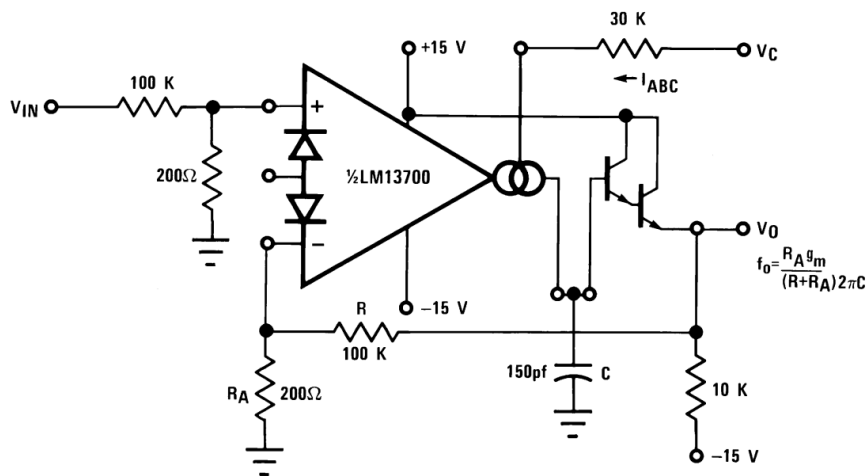 +15 V
30 K
V_C
I_ABC
100 K
V_IN
+
200Ω
½LM13700
−
V_O
f_o = R_A g_m / (R+R_A) 2πC
−15 V
R
100 K
150pf
C
R_A
200Ω
10 K
−15 V